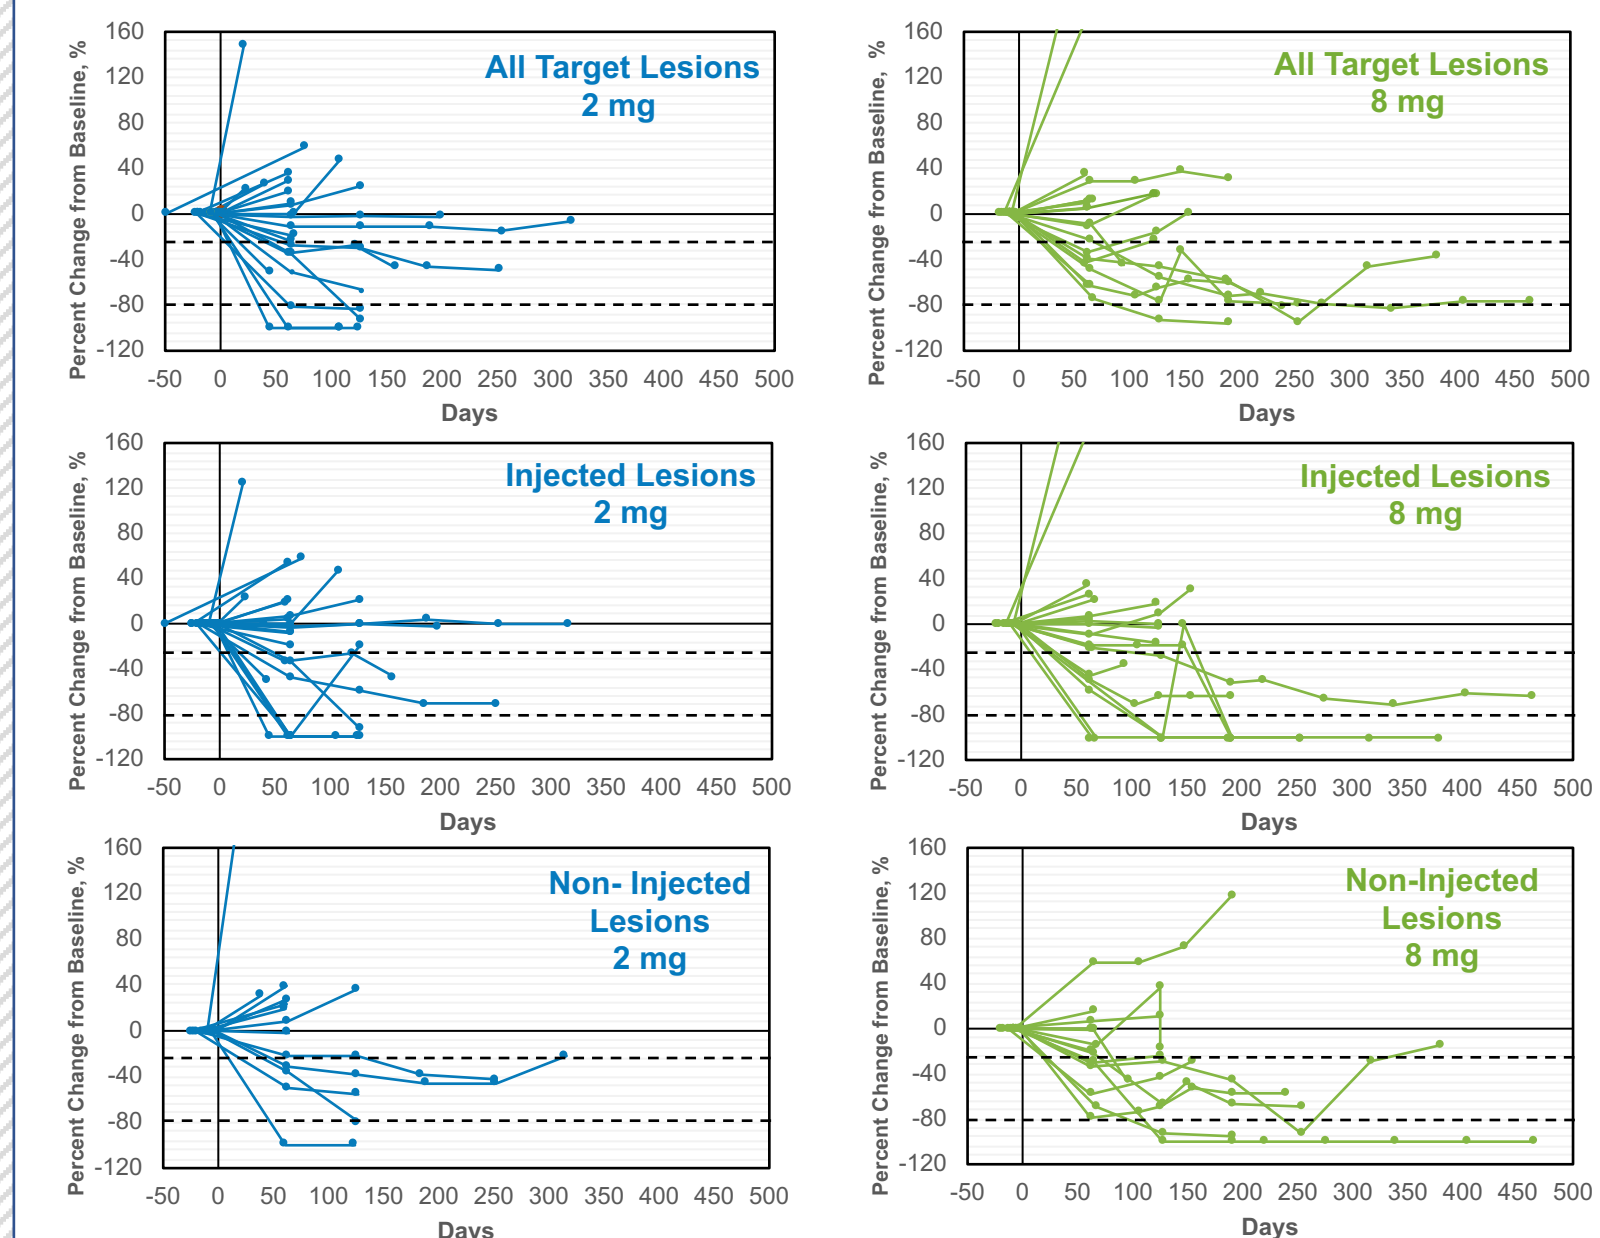 Percent Change from Baseline, %
160
120
80
40
0
-40
-80
-120
All Target Lesions
2 mg
-50 0 50 100 150 200 250 300 350 400 450 500
Days
Percent Change from Baseline, %
160
120
80
40
0
-40
-80
-120
All Target Lesions
8 mg
-50 0 50 100 150 200 250 300 350 400 450 500
Days
Percent Change from Baseline, %
160
120
80
40
0
-40
-80
-120
Injected Lesions
2 mg
-50 0 50 100 150 200 250 300 350 400 450 500
Days
Percent Change from Baseline, %
160
120
80
40
0
-40
-80
-120
Injected Lesions
8 mg
-50 0 50 100 150 200 250 300 350 400 450 500
Days
Percent Change from Baseline, %
160
120
80
40
0
-40
-80
-120
Non- Injected
Lesions
2 mg
-50 0 50 100 150 200 250 300 350 400 450 500
Days
Percent Change from Baseline, %
160
120
80
40
0
-40
-80
-120
Non-Injected
Lesions
8 mg
-50 0 50 100 150 200 250 300 350 400 450 500
Days